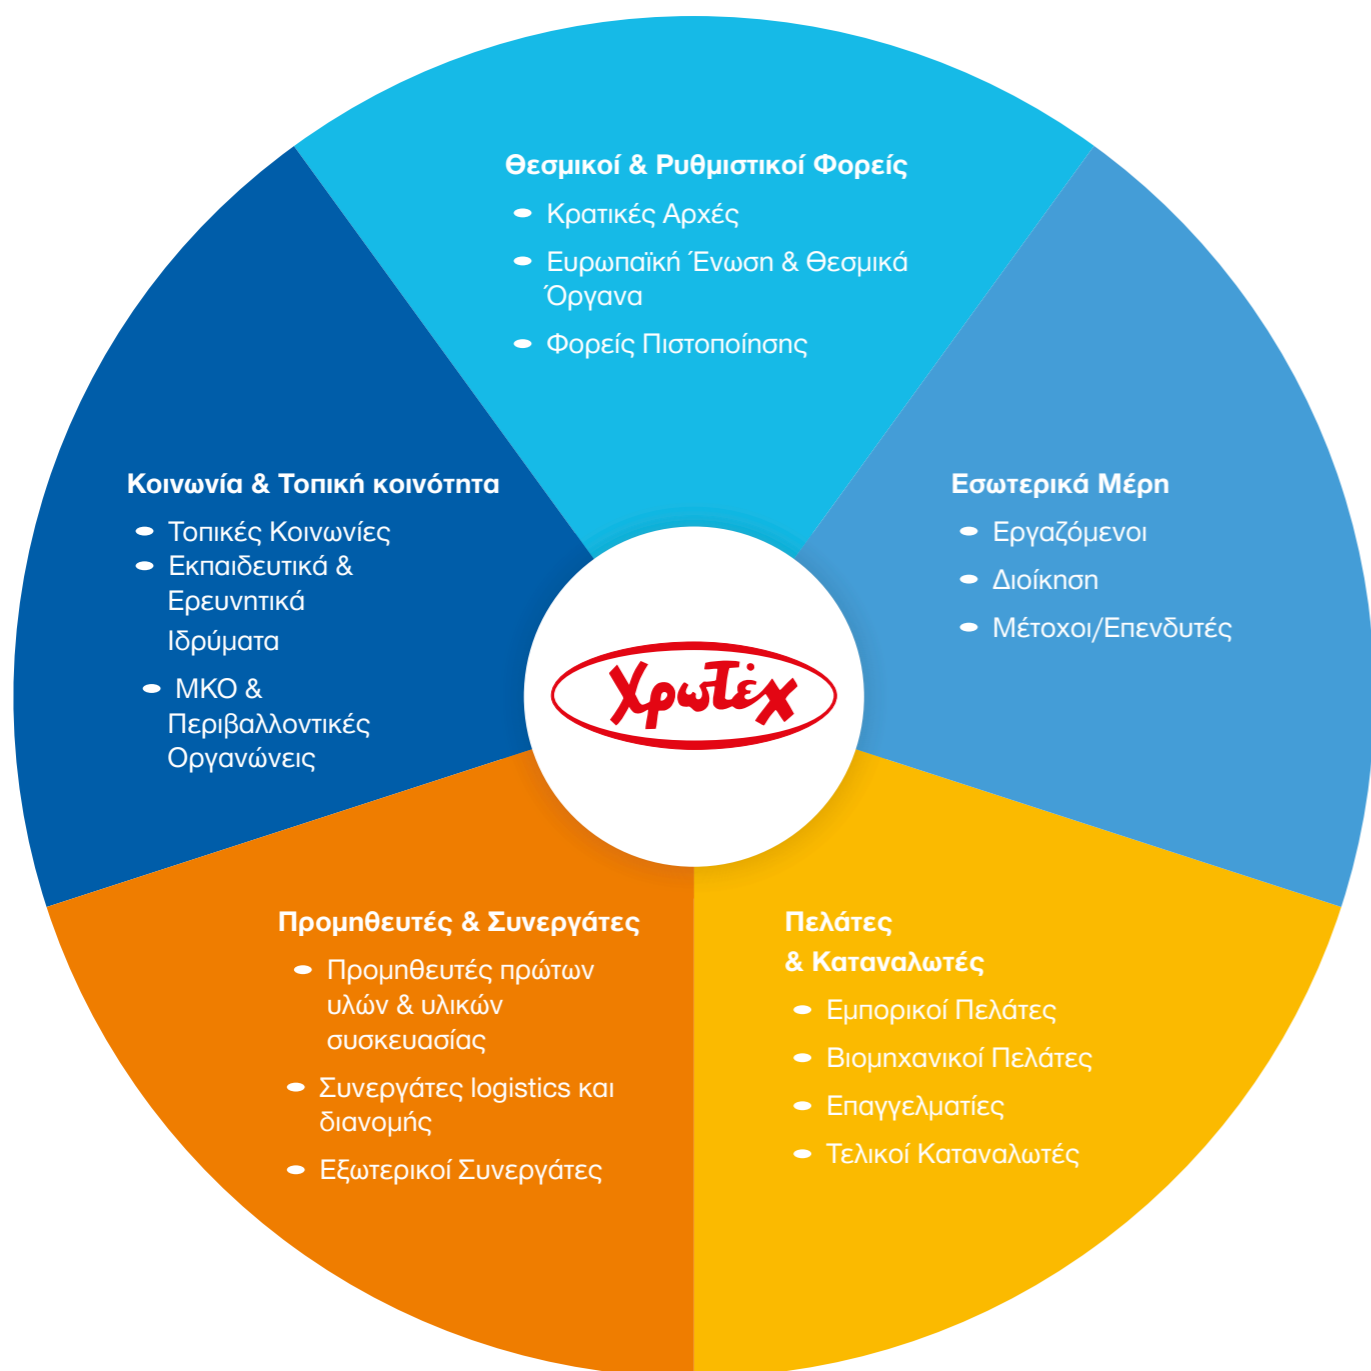 Θεσμικοί & Ρυθμιστικοί Φορείς
Κρατικές Αρχές
Ευρωπαϊκή Ένωση & Θεσμικά
Όργανα
Φορείς Πιστοποίησης
Κοινωνία & Τοπική κοινότητα
Τοπικές Κοινωνίες
Εκπαιδευτικά &
Ερευνητικά
Ιδρύματα
ΜΚΟ &
Περιβαλλοντικές
Οργανώνεις
Εσωτερικά Μέρη
Εργαζόμενοι
Διοίκηση
Μέτοχοι/Επενδυτές
Χρωτέχ
Προμηθευτές & Συνεργάτες
Προμηθευτές πρώτων
υλών & υλικών
συσκευασίας
Συνεργάτες logistics και
διανομής
Εξωτερικοί Συνεργάτες
Πελάτες
& Καταναλωτές
Εμπορικοί Πελάτες
Βιομηχανικοί Πελάτες
Επαγγελματίες
Τελικοί Καταναλωτές